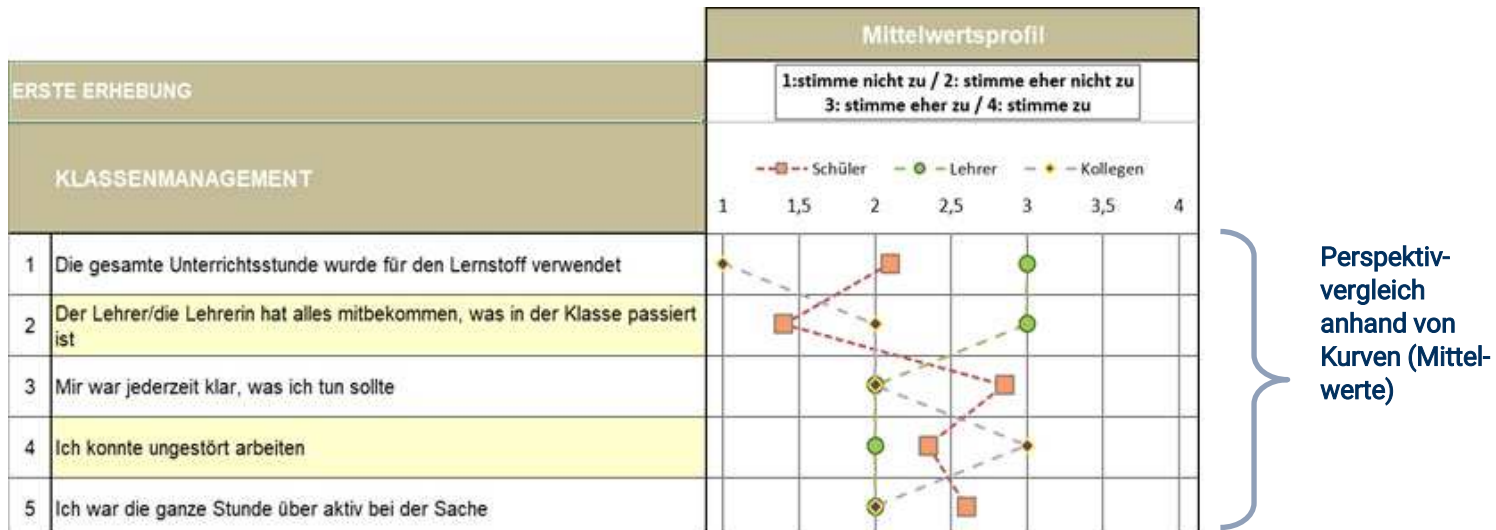 Mittelwertsprofil
ERSTE ERHEBUNG
1:stimme nicht zu / 2: stimme eher nicht zu
3: stimme eher zu / 4: stimme zu
KLASSENMANAGEMENT
Schüler Lehrer Kollegen
1 1,5 2 2,5 3 3,5 4
1 Die gesamte Unterrichtsstunde wurde für den Lernstoff verwendet
2 Der Lehrer/die Lehrerin hat alles mitbekommen, was in der Klasse passiert
ist
3 Mir war jederzeit klar, was ich tun sollte
4 Ich konnte ungestört arbeiten
5 Ich war die ganze Stunde über aktiv bei der Sache
Perspektiv-
vergleich
anhand von
Kurven (Mittel-
werte)